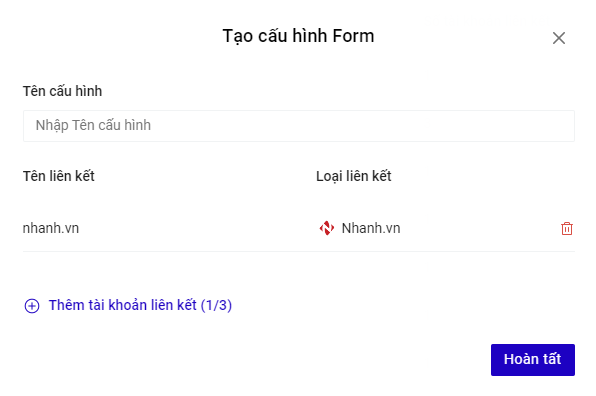 Tạo cấu hình Form
Tên cấu hình
Nhập Tên cấu hình
Tên liên kết Loại liên kết
nhanh.vn Nhanh.vn
Thêm tài khoản liên kết (1/3)
Hoàn tất